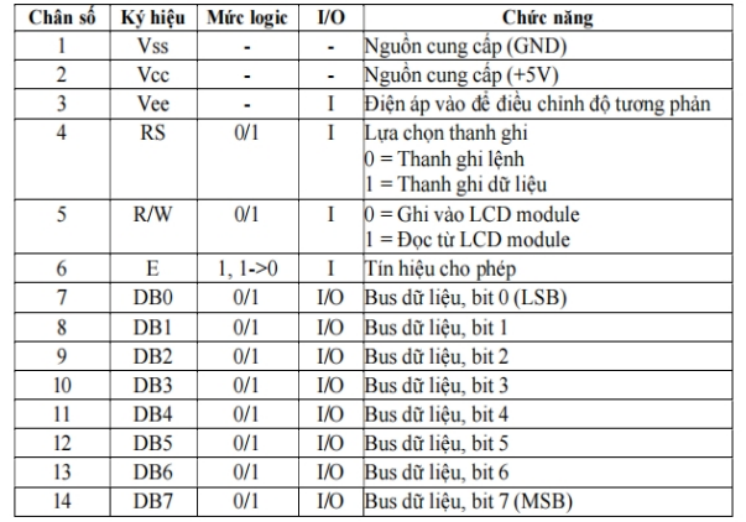 Chân số Ký hiệu Mức logic I/O Chức năng
1 Vss - - Nguồn cung cấp (GND)
2 Vcc - - Nguồn cung cấp (+5V)
3 Vee - I Điện áp vào để điều chỉnh độ tương phản
4 RS 0/1 I Lựa chọn thanh ghi
0 = Thanh ghi lệnh
1 = Thanh ghi dữ liệu
5 R/W 0/1 I 0 = Ghi vào LCD module
1 = Đọc từ LCD module
6 E 1, 1->0 I Tín hiệu cho phép
7 DB0 0/1 I/O Bus dữ liệu, bit 0 (LSB)
8 DB1 0/1 I/O Bus dữ liệu, bit 1
9 DB2 0/1 I/O Bus dữ liệu, bit 2
10 DB3 0/1 I/O Bus dữ liệu, bit 3
11 DB4 0/1 I/O Bus dữ liệu, bit 4
12 DB5 0/1 I/O Bus dữ liệu, bit 5
13 DB6 0/1 I/O Bus dữ liệu, bit 6
14 DB7 0/1 I/O Bus dữ liệu, bit 7 (MSB)